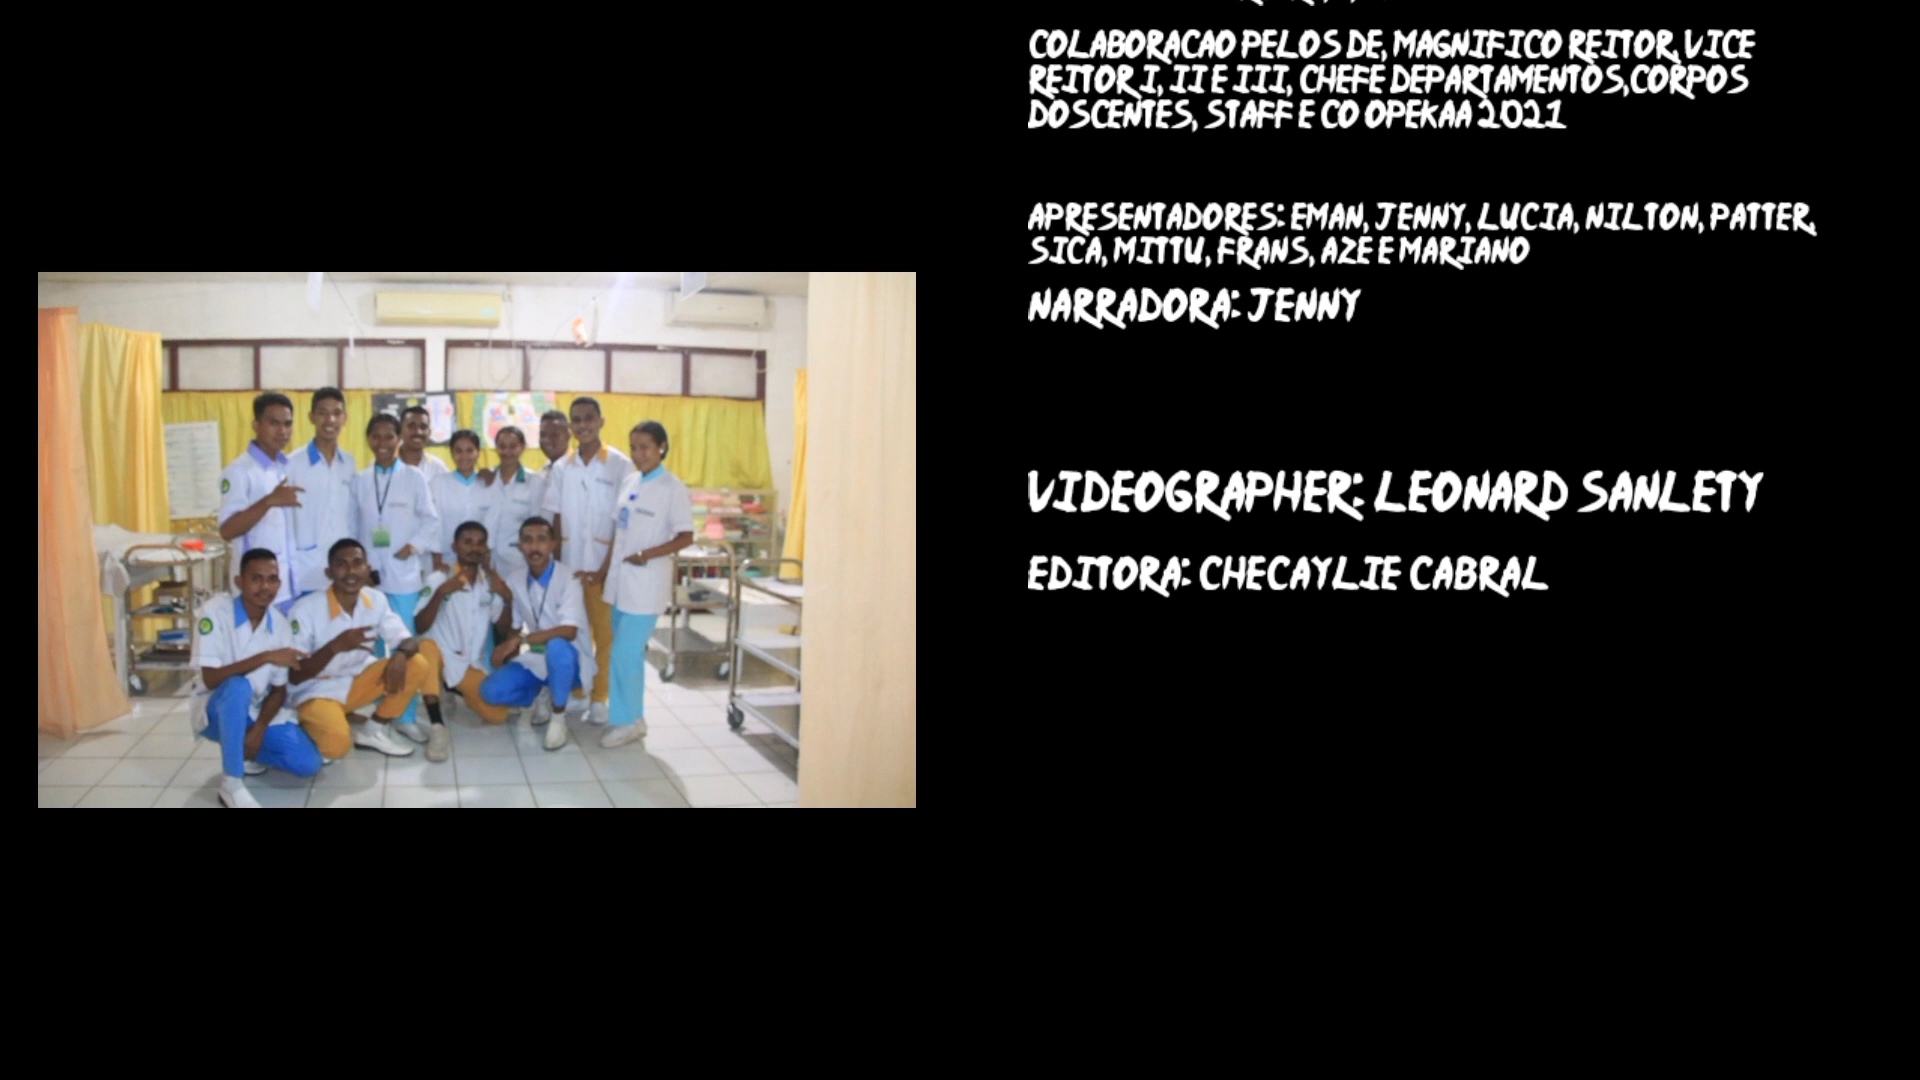 COLABORACAO PELOS DE, MAGNIFICO REITOR, VICE
REITOR I, II E III, CHEFE DEPARTAMENTOS,CORPOS
DOSCENTES, STAFF E CO OPEKAA 2021
APRESENTADORES: EMAN, JENNY, LUCIA, NILTON, PATTER,
SICA, MITTU, FRANS, AZE E MARIANO
NARRADORA: JENNY
VIDEOGRAPHER: LEONARD SANLETY
EDITORA: CHECAYLIE CABRAL